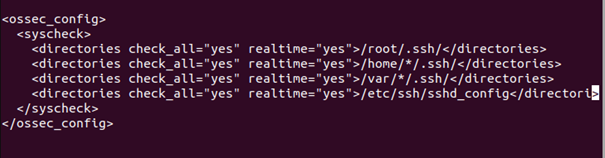 <ossec_config>
<syscheck>
<directories check_all="yes" realtime="yes">/root/.ssh/</directories>
<directories check_all="yes" realtime="yes">/home/*/.ssh/</directories>
<directories check_all="yes" realtime="yes">/var/*/.ssh/</directories>
<directories check_all="yes" realtime="yes">/etc/ssh/sshd_config</directori>
</syscheck>
</ossec_config>